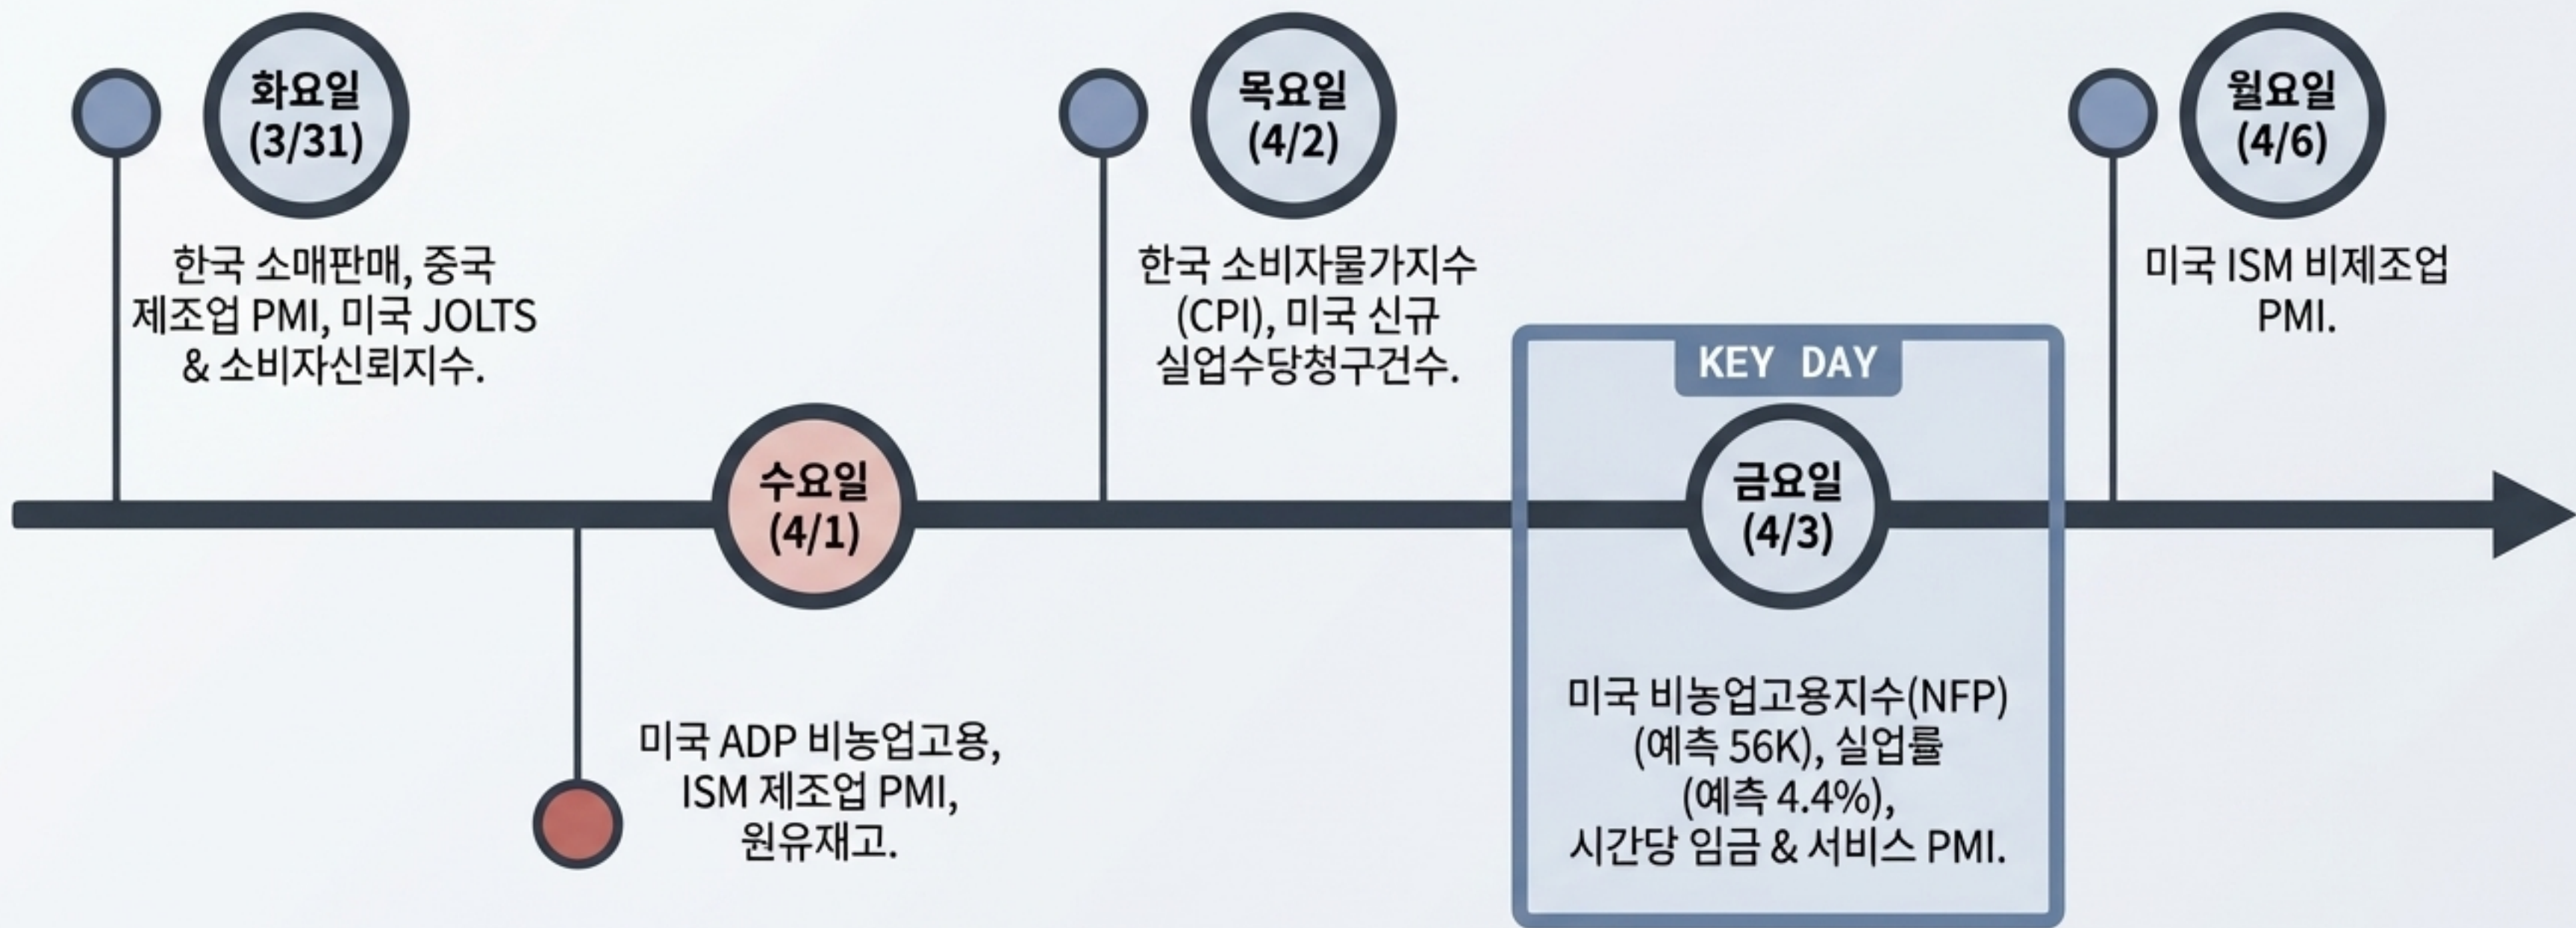 화요일
(3/31)
한국 소매판매, 중국
제조업 PMI, 미국 JOLTS
& 소비자신뢰지수.
수요일
(4/1)
미국 ADP 비농업고용,
ISM 제조업 PMI,
원유재고.
목요일
(4/2)
한국 소비자물가지수
(CPI), 미국 신규
실업수당청구건수.
KEY DAY
금요일
(4/3)
미국 비농업고용지수(NFP)
(예측 56K), 실업률
(예측 4.4%),
시간당 임금 & 서비스 PMI.
월요일
(4/6)
미국 ISM 비제조업
PMI.